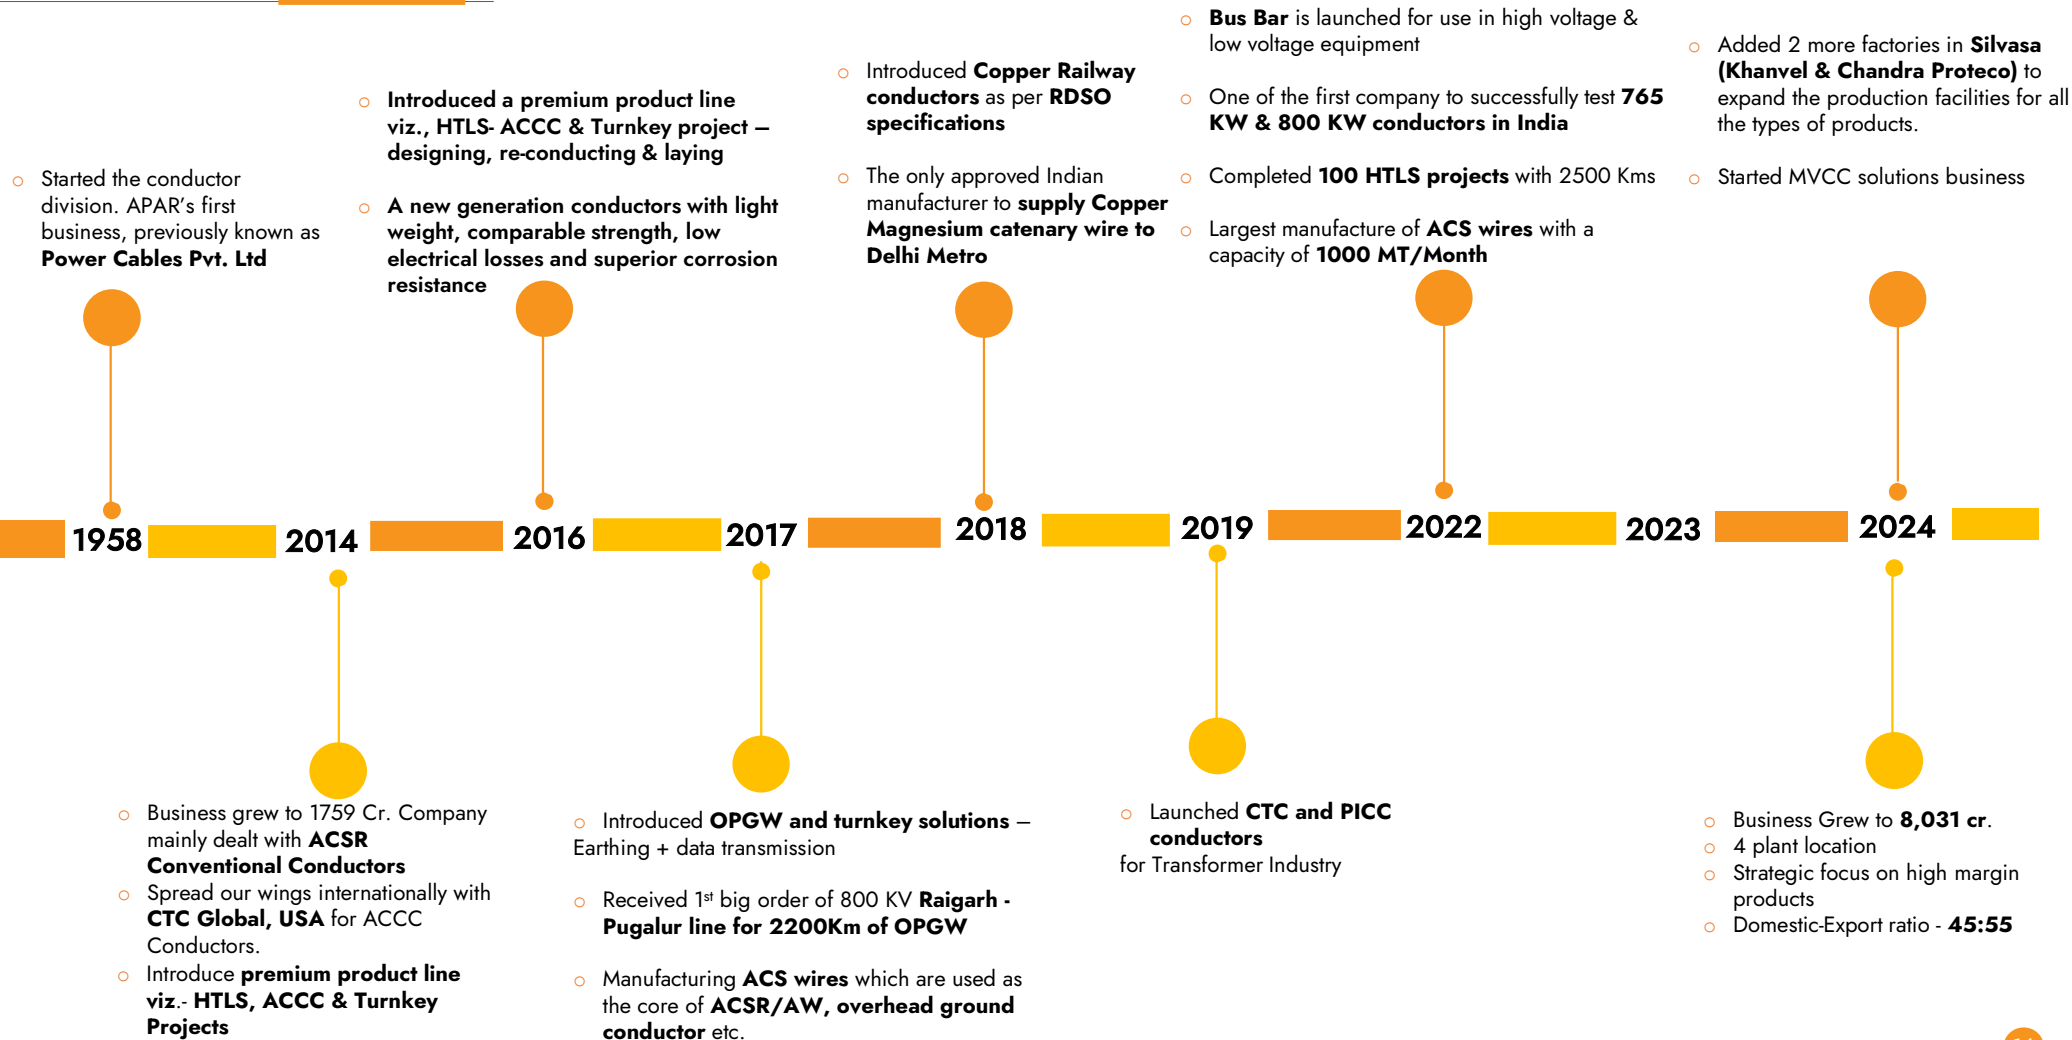 Started the conductor
division. APAR's first
business, previously known as
Power Cables Pvt. Ltd
Introduced a premium product line
viz., HTLS- ACCC & Turnkey project –
designing, re-conducting & laying
A new generation conductors with light
weight, comparable strength, low
electrical losses and superior corrosion
resistance
Introduced Copper Railway
conductors as per RDSO
specifications
The only approved Indian
manufacturer to supply Copper
Magnesium catenary wire to
Delhi Metro
Bus Bar is launched for use in high voltage &
low voltage equipment
One of the first company to successfully test 765
KW & 800 KW conductors in India
Completed 100 HTLS projects with 2500 Kms
Largest manufacture of ACS wires with a
capacity of 1000 MT/Month
Added 2 more factories in Silvasa
(Khanvel & Chandra Proteco) to
expand the production facilities for all
the types of products.
Started MVCC solutions business
1958 2014 2016 2017 2018 2019 2022 2023 2024
Business grew to 1759 Cr. Company
mainly dealt with ACSR
Conventional Conductors
Spread our wings internationally with
CTC Global, USA for ACCC
Conductors.
Introduce premium product line
viz.- HTLS, ACCC & Turnkey
Projects
Introduced OPGW and turnkey solutions –
Earthing + data transmission
Received 1st big order of 800 KV Raigarh -
Pugalur line for 2200Km of OPGW
Manufacturing ACS wires which are used as
the core of ACSR/AW, overhead ground
conductor etc.
Launched CTC and PICC
conductors
for Transformer Industry
Business Grew to 8,031 cr.
4 plant location
Strategic focus on high margin
products
Domestic-Export ratio - 45:55